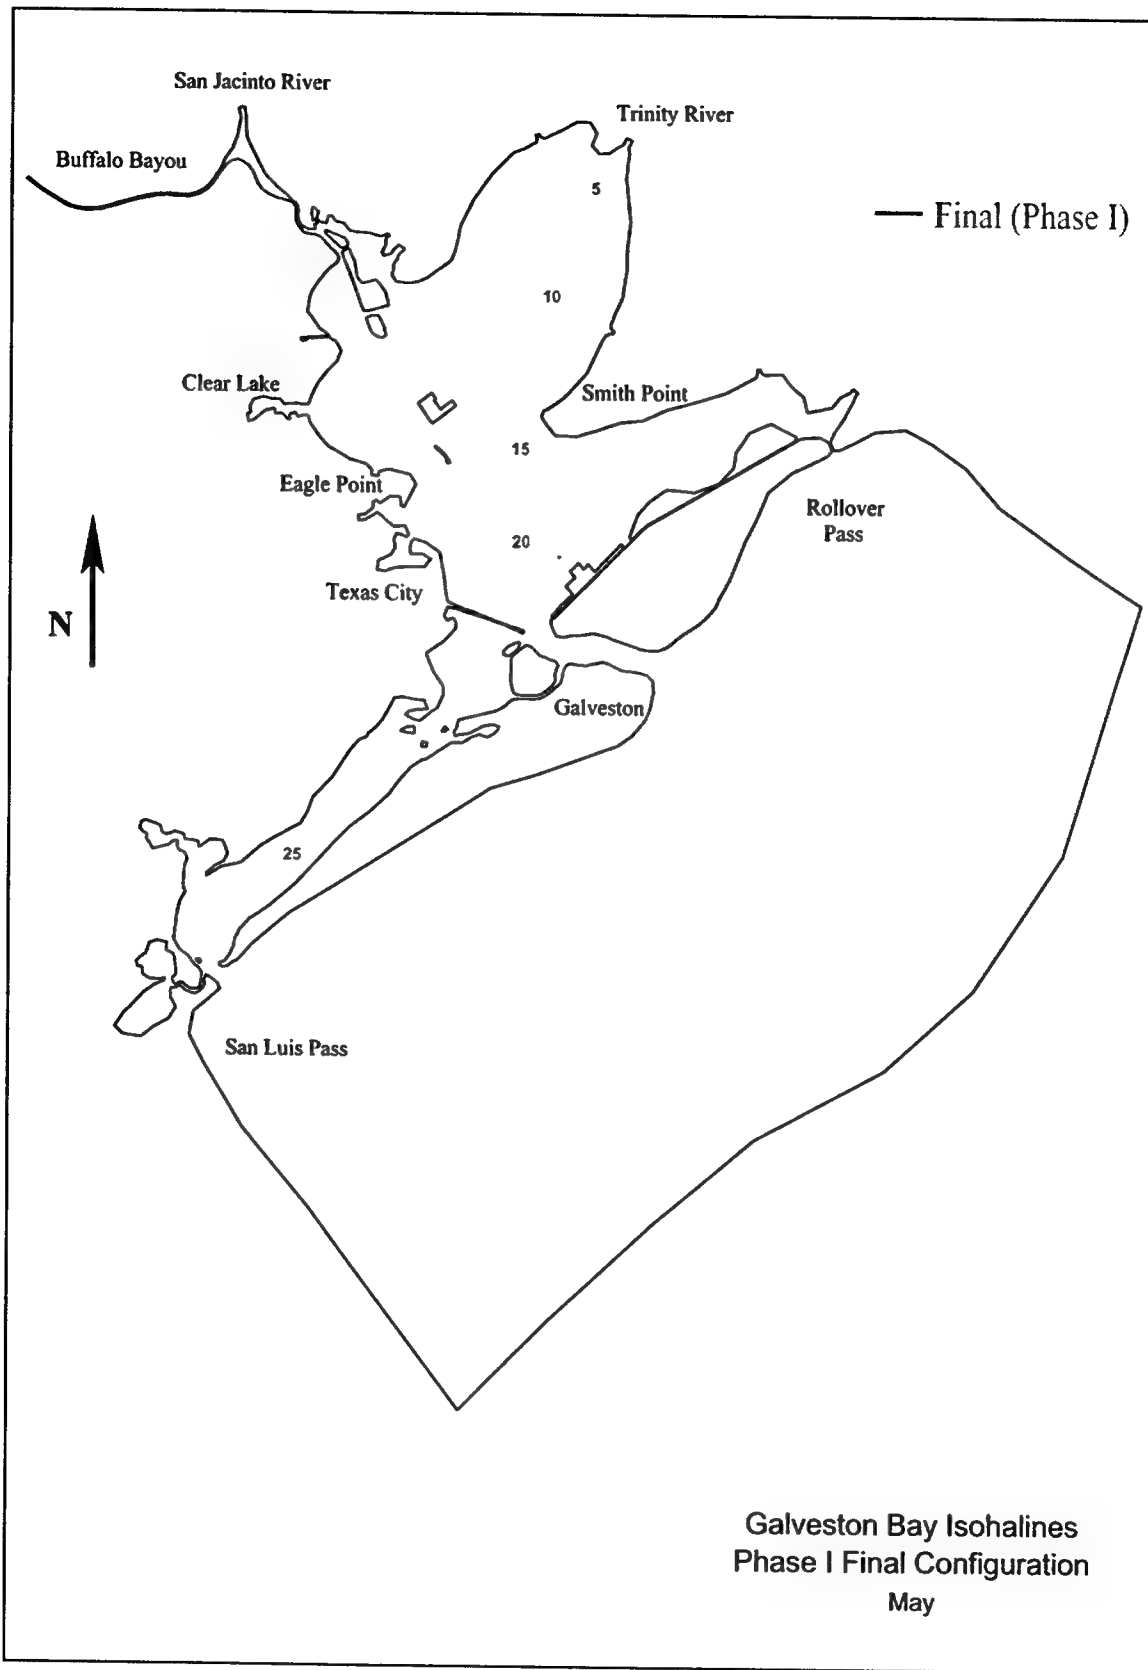 San Jacinto River
Trinity River
Buffalo Bayou
5
Final (Phase I)
10
Clear Lake
Smith Point
15
Eagle Point
Rollover
Pass
20
Texas City
N
Galveston
25
San Luis Pass
Galveston Bay Isohalines
Phase I Final Configuration
May